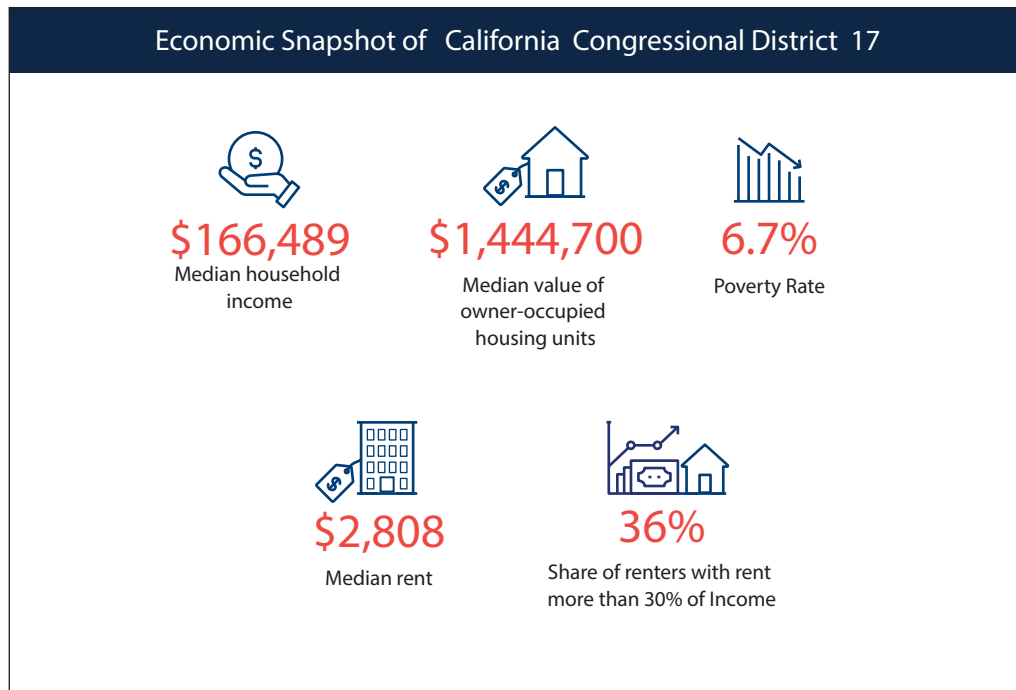 Economic Snapshot of California Congressional District 17
$
$166,489
Median household
income
$
$1,444,700
Median value of
owner-occupied
housing units
6.7%
Poverty Rate
$
$2,808
Median rent
36%
Share of renters with rent
more than 30% of Income